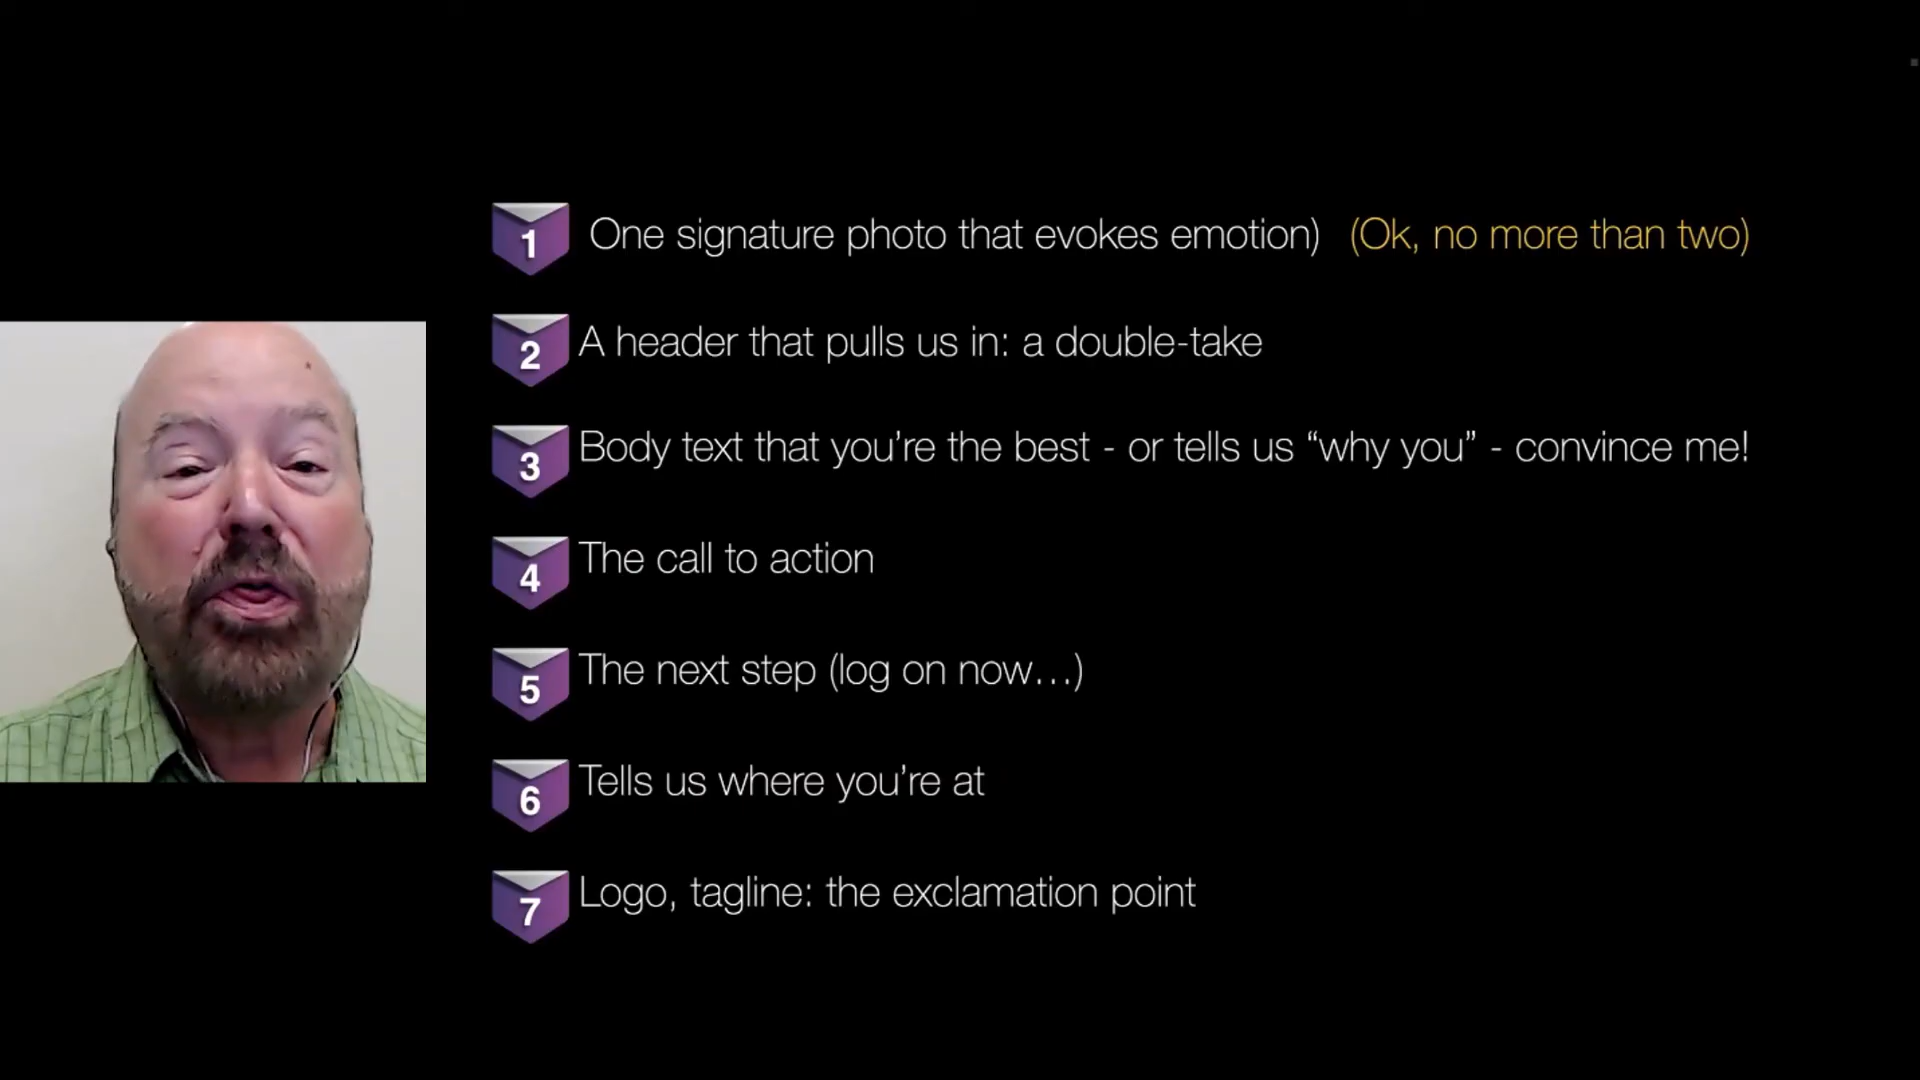 1 One signature photo that evokes emotion) (Ok, no more than two)
2 A header that pulls us in: a double-take
3 Body text that you’re the best - or tells us “why you” - convince me!
4 The call to action
5 The next step (log on now…)
6 Tells us where you’re at
7 Logo, tagline: the exclamation point